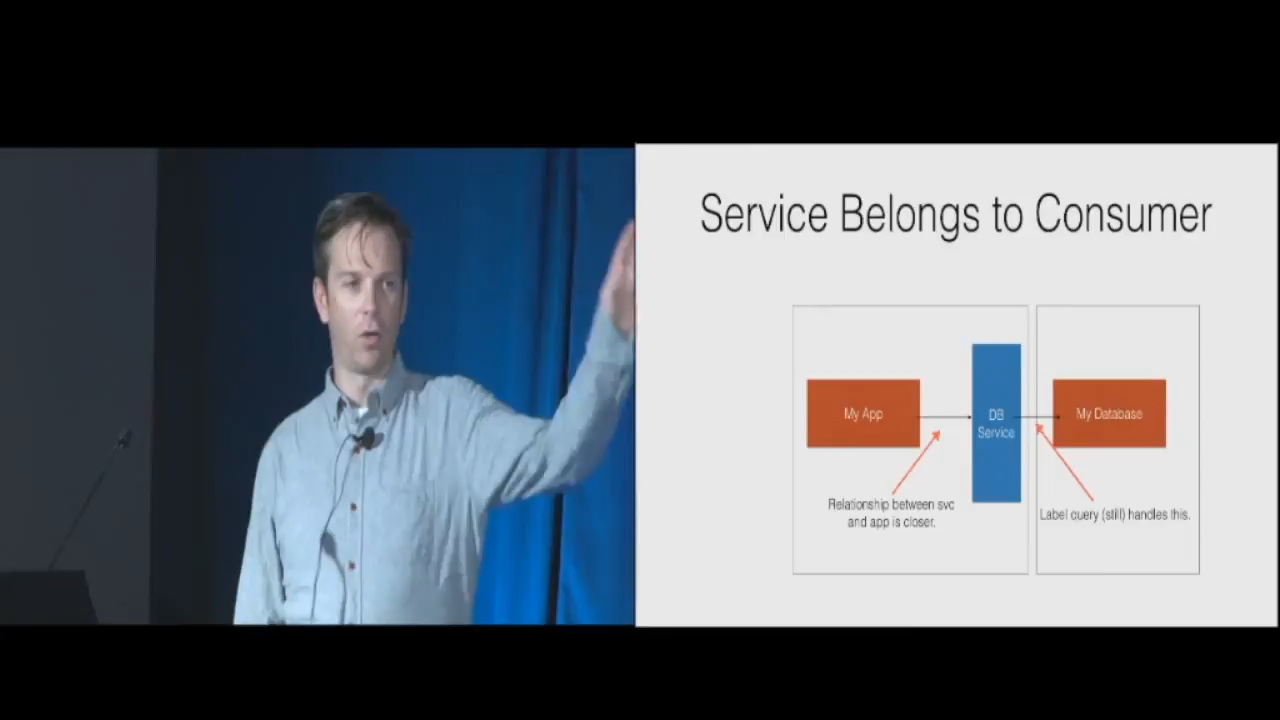 Service Belongs to Consumer
My App
DB
Service
My Database
Relationship between svc
and app is closer.
Label query (still) handles this.